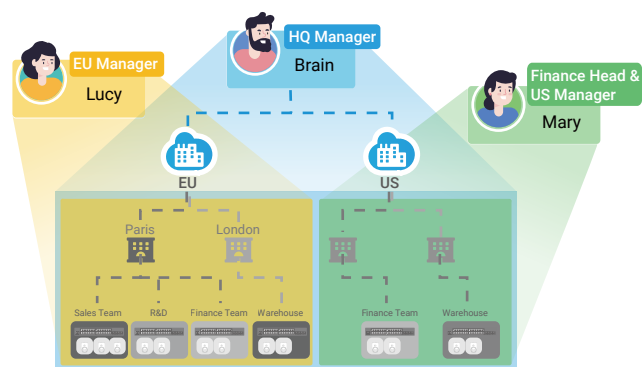 HQ Manager
Brain
EU Manager
Lucy
Finance Head &
US Manager
Mary
EU
US
Paris
London
Sales Team
R&D
Finance Team
Warehouse
Finance Team
Warehouse